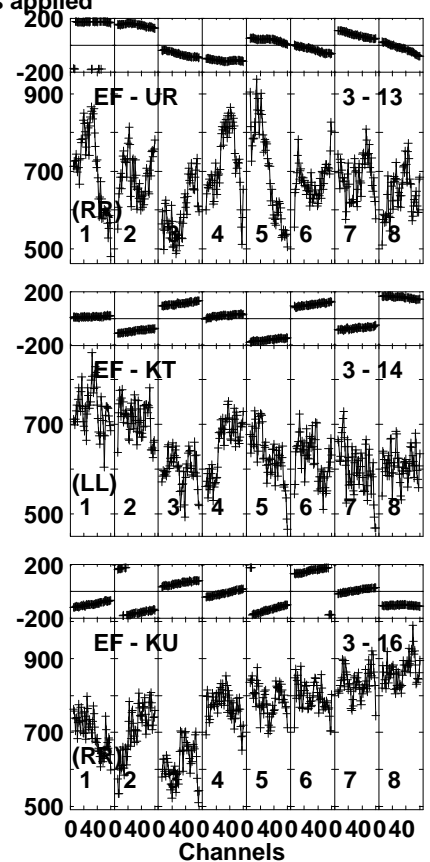 s applied
200
-200
900
EF - UR 3 - 13
700
(RR)
1 2 3 4 5 6 7 8
500
200
-200
EF - KT 3 - 14
700
(LL)
1 2 3 4 5 6 7 8
500
200
-200
900
EF - KU 3 - 16
700
(RR)
1 2 3 4 5 6 7 8
500
0 40 0 40 0 40 0 40 0 40 0 40 0 40 0 40
Channels